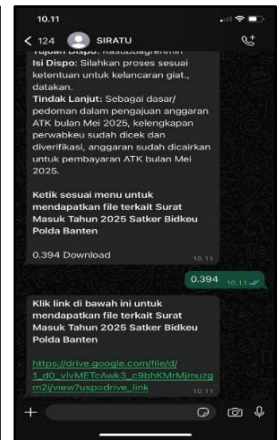 10.11
124
SIRATU
Tujuan Dispo: Kasubbagrenmin
Isi Dispo: Silahkan proses sesuai
ketentuan untuk kelancaran giat.,
datakan.
Tindak Lanjut: Sebagai dasar/
pedoman dalam pengajuan anggaran
ATK bulan Mei 2025, kelengkapan
perwabkeu sudah dicek dan
diverifikasi, anggaran sudah dicairkan
untuk pembayaran ATK bulan Mei
2025.
Ketik sesuai menu untuk
mendapatkan file terkait Surat
Masuk Tahun 2025 Satker Bidkeu
Polda Banten
0.394 Download
10.11
0.394 10.11
Klik link di bawah ini untuk
mendapatkan file terkait Surat
Masuk Tahun 2025 Satker Bidkeu
Polda Banten
https://drive.google.com/file/d/
m2i/view?usp=drive_link
10.11